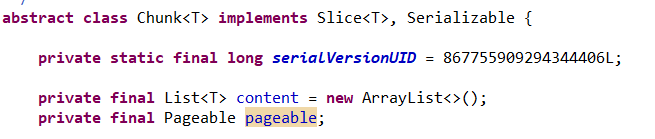 abstract class Chunk<T> implements Slice<T>, Serializable {
private static final long serialVersionUID = 867755909294344406L;
private final List<T> content = new ArrayList<>();
private final Pageable pageable;